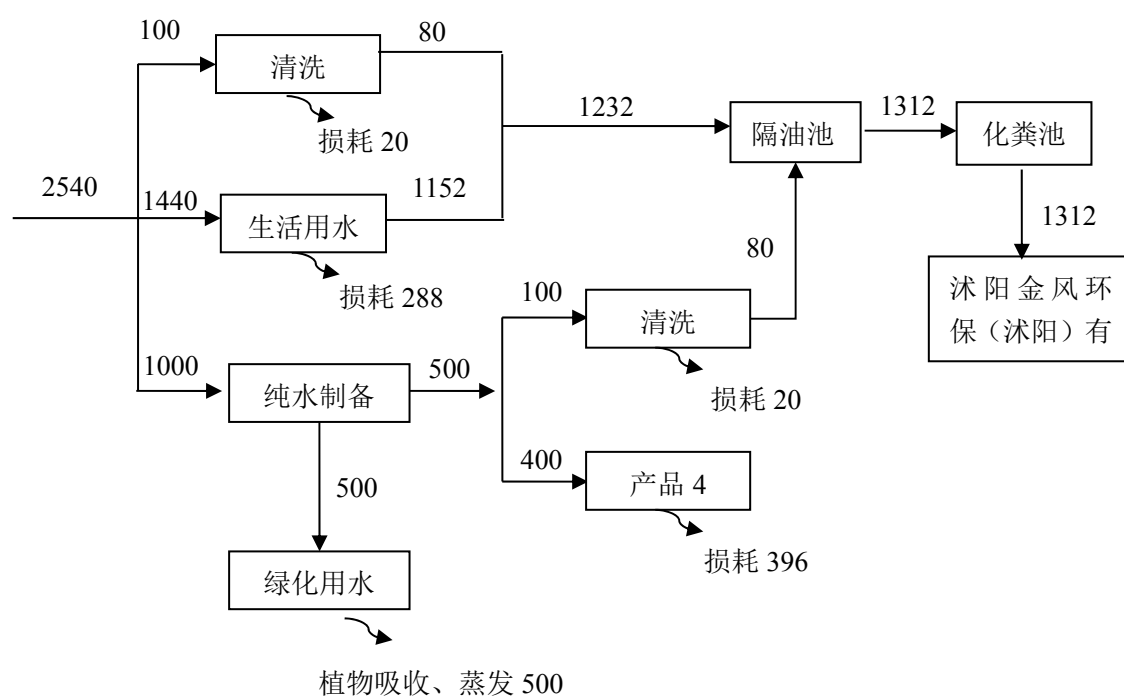 100
清洗
80
损耗 20
1232
隔油池
1312
化粪池
2540
1440
生活用水
1152
损耗 288
80
1312
沭阳金风环
保（沭阳）有
100
清洗
损耗 20
1000
纯水制备
500
400
产品 4
损耗 396
500
绿化用水
植物吸收、蒸发 500